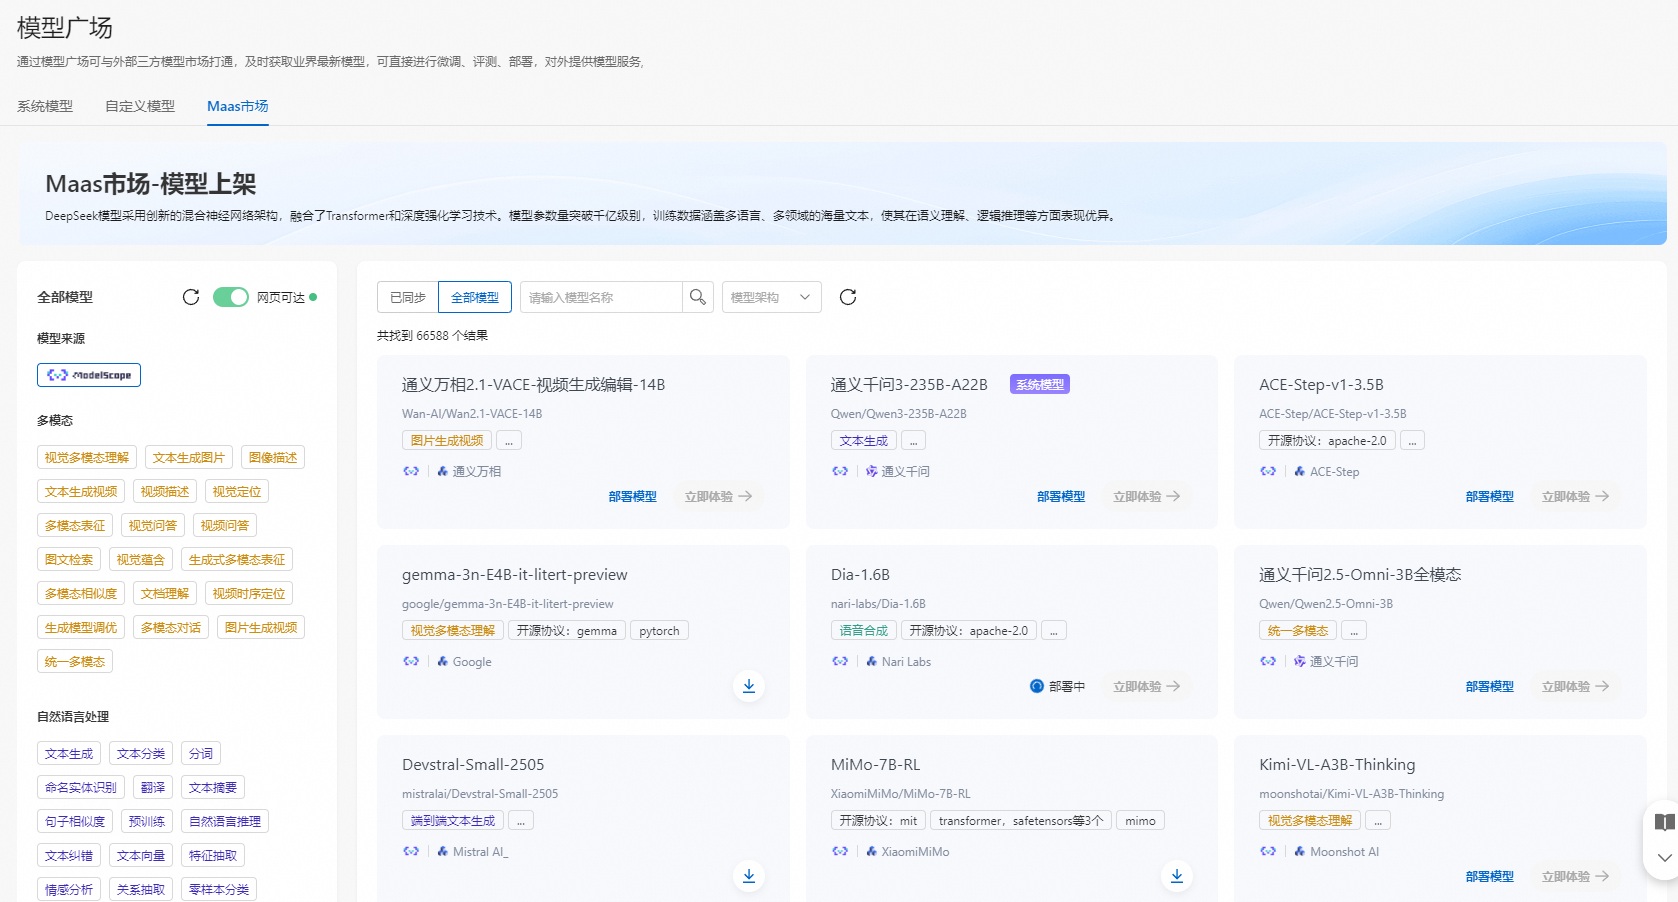 模型广场
通过模型广场可与外部三方模型市场打通，及时获取业界最新模型，可直接进行微调、评测、部署，对外提供模型服务,
系统模型 自定义模型 Maas市场
Maas市场-模型上架
DeepSeek模型采用创新的混合神经网络架构，融合了Transformer和深度强化学习技术。模型参数量突破千亿级别，训练数据涵盖多语言、多领域的海量文本，使其在语义理解、逻辑推理等方面表现优异。
全部模型 网页可达
模型来源
ModelScope
多模态
视觉多模态理解 文本生成图片 图像描述
文本生成视频 视频描述 视觉定位
多模态表征 视觉问答 视频问答
图文检索 视觉蕴含 生成式多模态表征
多模态相似度 文档理解 视频时序定位
生成模型调优 多模态对话 图片生成视频
统一多模态
自然语言处理
文本生成 文本分类 分词
命名实体识别 翻译 文本摘要
句子相似度 预训练 自然语言推理
文本纠错 文本向量 特征抽取
情感分析 关系抽取 零样本分类
已同步 全部模型 请输入模型名称 模型架构
共找到 66588 个结果
通义万相2.1-VACE-视频生成编辑-14B
Wan-AI/Wan2.1-VACE-14B
图片生成视频 ...
通义万相
部署模型 立即体验
通义千问3-235B-A22B 系统模型
Qwen/Qwen3-235B-A22B
文本生成 ...
通义千问
部署模型 立即体验
ACE-Step-v1-3.5B
ACE-Step/ACE-Step-v1-3.5B
开源协议：apache-2.0 ...
ACE-Step
部署模型 立即体验
gemma-3n-E4B-it-litert-preview
google/gemma-3n-E4B-it-litert-preview
视觉多模态理解 开源协议：gemma pytorch
Google
Dia-1.6B
nari-labs/Dia-1.6B
语音合成 开源协议：apache-2.0 ...
Nari Labs
部署中 立即体验
通义千问2.5-Omni-3B全模态
Qwen/Qwen2.5-Omni-3B
统一多模态 ...
通义千问
部署模型 立即体验
Devstral-Small-2505
mistralai/Devstral-Small-2505
端到端文本生成 ...
Mistral AI_
MiMo-7B-RL
XiaomiMiMo/MiMo-7B-RL
开源协议：mit transformer，safetensors等3个 mimo
XiaomiMiMo
Kimi-VL-A3B-Thinking
moonshotai/Kimi-VL-A3B-Thinking
视觉多模态理解 ...
Moonshot AI
部署模型 立即体验